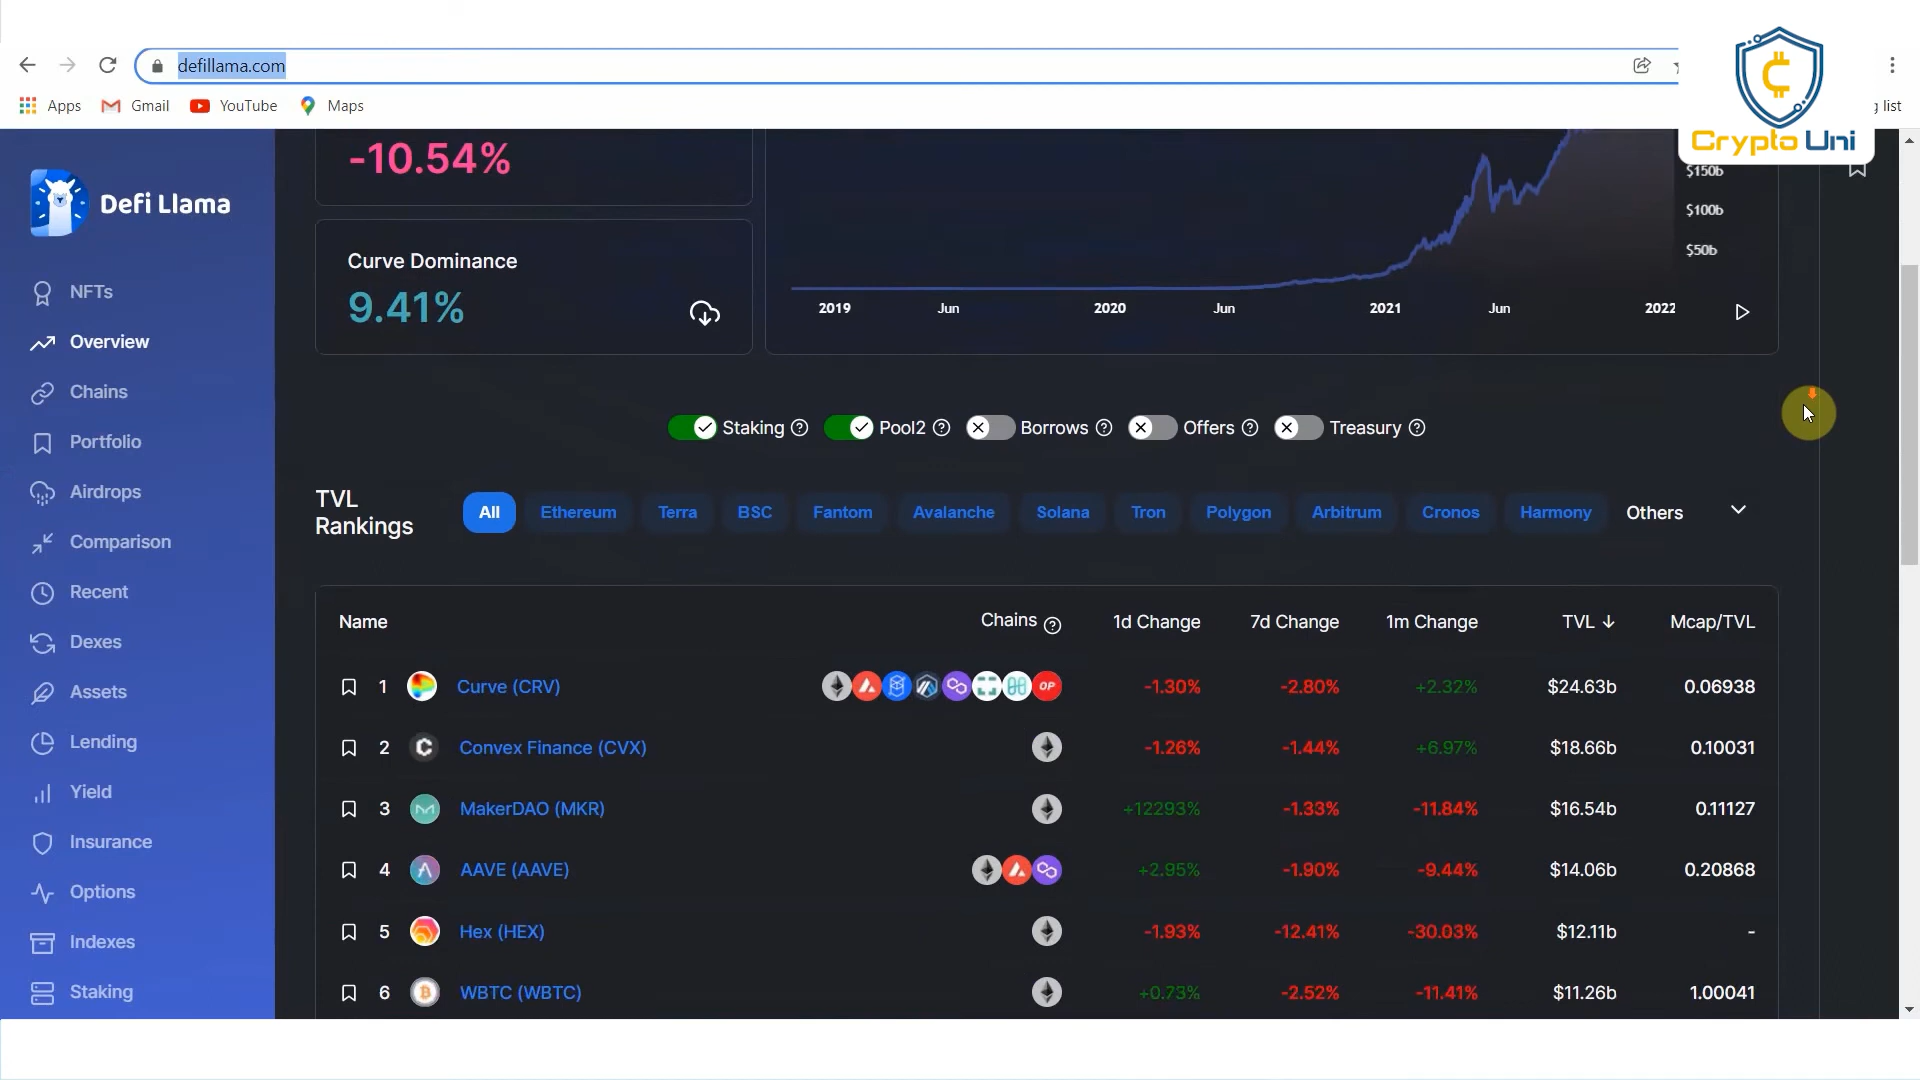 defillama.com
Apps Gmail YouTube Maps
g list
Crypto Uni
Defi Llama
NFTs
Overview
Chains
Portfolio
Airdrops
Comparison
Recent
Dexes
Assets
Lending
Yield
Insurance
Options
Indexes
Staking
-10.54%
Curve Dominance
9.41%
$150b
$100b
$50b
2019 Jun 2020 Jun 2021 Jun 2022
Staking Pool2 Borrows Offers Treasury
TVL
Rankings
All Ethereum Terra BSC Fantom Avalanche Solana Tron Polygon Arbitrum Cronos Harmony Others
Name Chains 1d Change 7d Change 1m Change TVL Mcap/TVL
1 Curve (CRV) OP -1.30% -2.80% +2.32% $24.63b 0.06938
2 Convex Finance (CVX) -1.26% -1.44% +6.97% $18.66b 0.10031
3 MakerDAO (MKR) +12293% -1.33% -11.84% $16.54b 0.11127
4 AAVE (AAVE) +2.95% -1.90% -9.44% $14.06b 0.20868
5 Hex (HEX) -1.93% -12.41% -30.03% $12.11b -
6 WBTC (WBTC) +0.73% -2.52% -11.41% $11.26b 1.00041